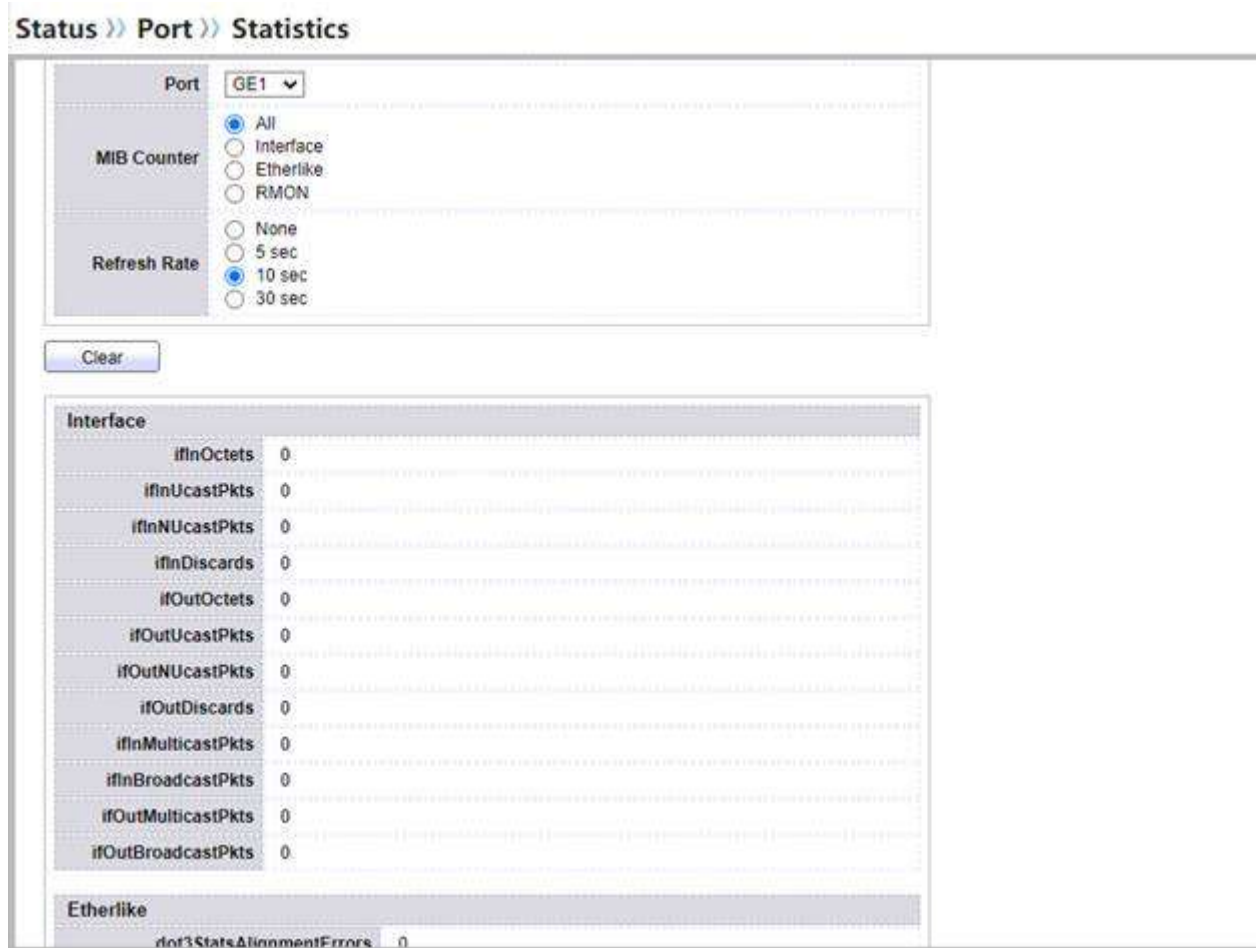 Status » Port » Statistics
Port GE1
MIB Counter
All
Interface
Etherlike
RMON
Refresh Rate
None
5 sec
10 sec
30 sec
Clear
Interface
ifInOctets 0
ifInUcastPkts 0
ifInNUcastPkts 0
ifInDiscards 0
ifOutOctets 0
ifOutUcastPkts 0
ifOutNUcastPkts 0
ifOutDiscards 0
ifInMulticastPkts 0
ifInBroadcastPkts 0
ifOutMulticastPkts 0
ifOutBroadcastPkts 0
Etherlike
dot3StatsAlignmentErrors 0